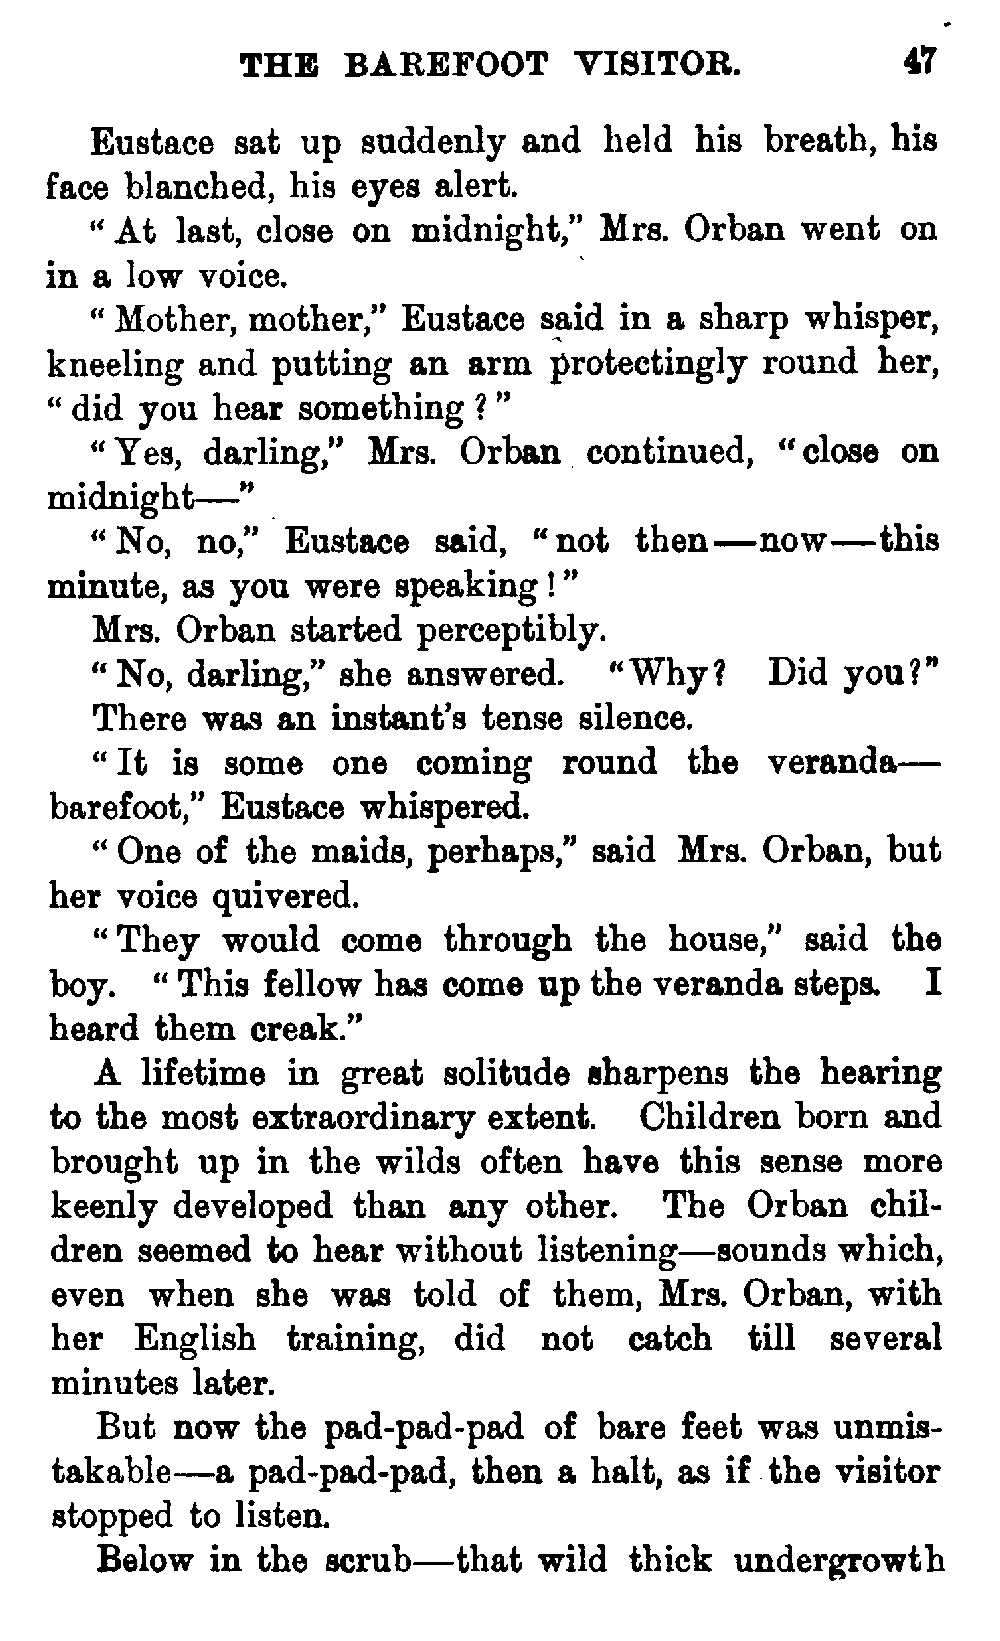 THE BAREFOOT VISITOR. 47
Eustace sat up suddenly and held his breath, his
face blanched, his eyes alert.
"At last, close on midnight," Mrs. Orban went on
in a low voice.
"Mother, mother," Eustace said in a sharp whisper,
kneeling and putting an arm protectingly round her,
"did you hear something?"
"Yes, darling," Mrs. Orban continued, "close on
midnight—"
"No, no," Eustace said, "not then—now—this
minute, as you were speaking!"
Mrs. Orban started perceptibly.
"No, darling," she answered. "Why? Did you?"
There was an instant's tense silence.
"It is some one coming round the veranda—
barefoot," Eustace whispered.
"One of the maids, perhaps," said Mrs. Orban, but
her voice quivered.
"They would come through the house," said the
boy. "This fellow has come up the veranda steps. I
heard them creak."
A lifetime in great solitude sharpens the hearing
to the most extraordinary extent. Children born and
brought up in the wilds often have this sense more
keenly developed than any other. The Orban chil-
dren seemed to hear without listening—sounds which,
even when she was told of them, Mrs. Orban, with
her English training, did not catch till several
minutes later.
But now the pad-pad-pad of bare feet was unmis-
takable—a pad-pad-pad, then a halt, as if the visitor
stopped to listen.
Below in the scrub—that wild thick undergrowth